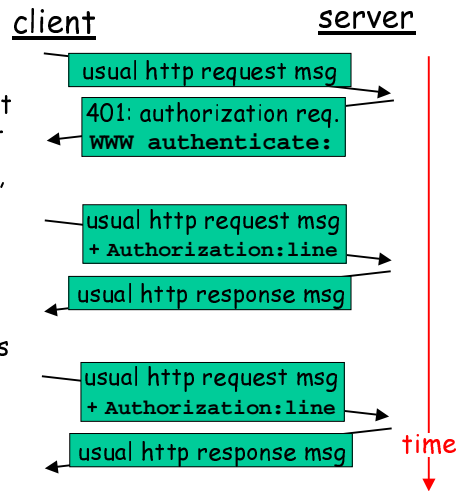 client
server
usual http request msg
401: authorization req.
WWW authenticate:
usual http request msg
+ Authorization:line
usual http response msg
usual http request msg
+ Authorization:line
usual http response msg
time